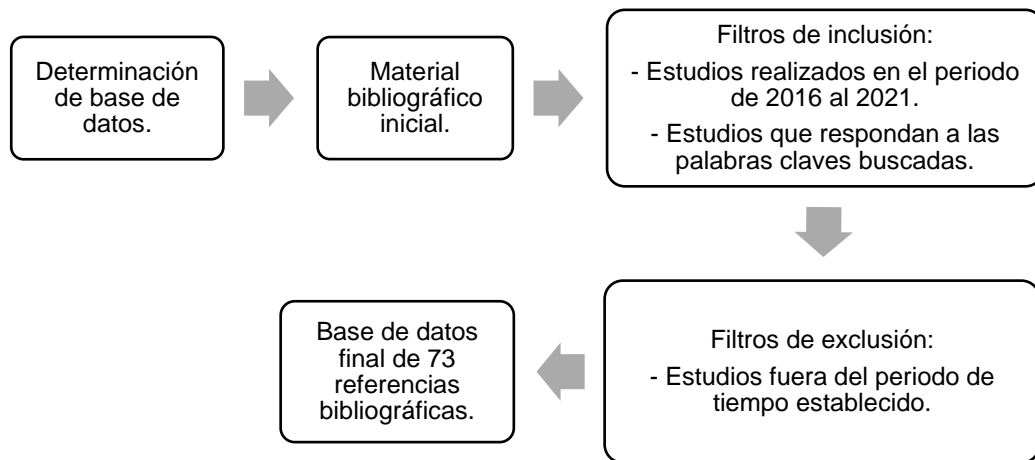 Determinación
de base de
datos.
Material
bibliográfico
inicial.
Filtros de inclusión:
- Estudios realizados en el periodo
de 2016 al 2021.
- Estudios que respondan a las
palabras claves buscadas.
Filtros de exclusión:
- Estudios fuera del periodo de
tiempo establecido.
Base de datos
final de 73
referencias
bibliográficas.